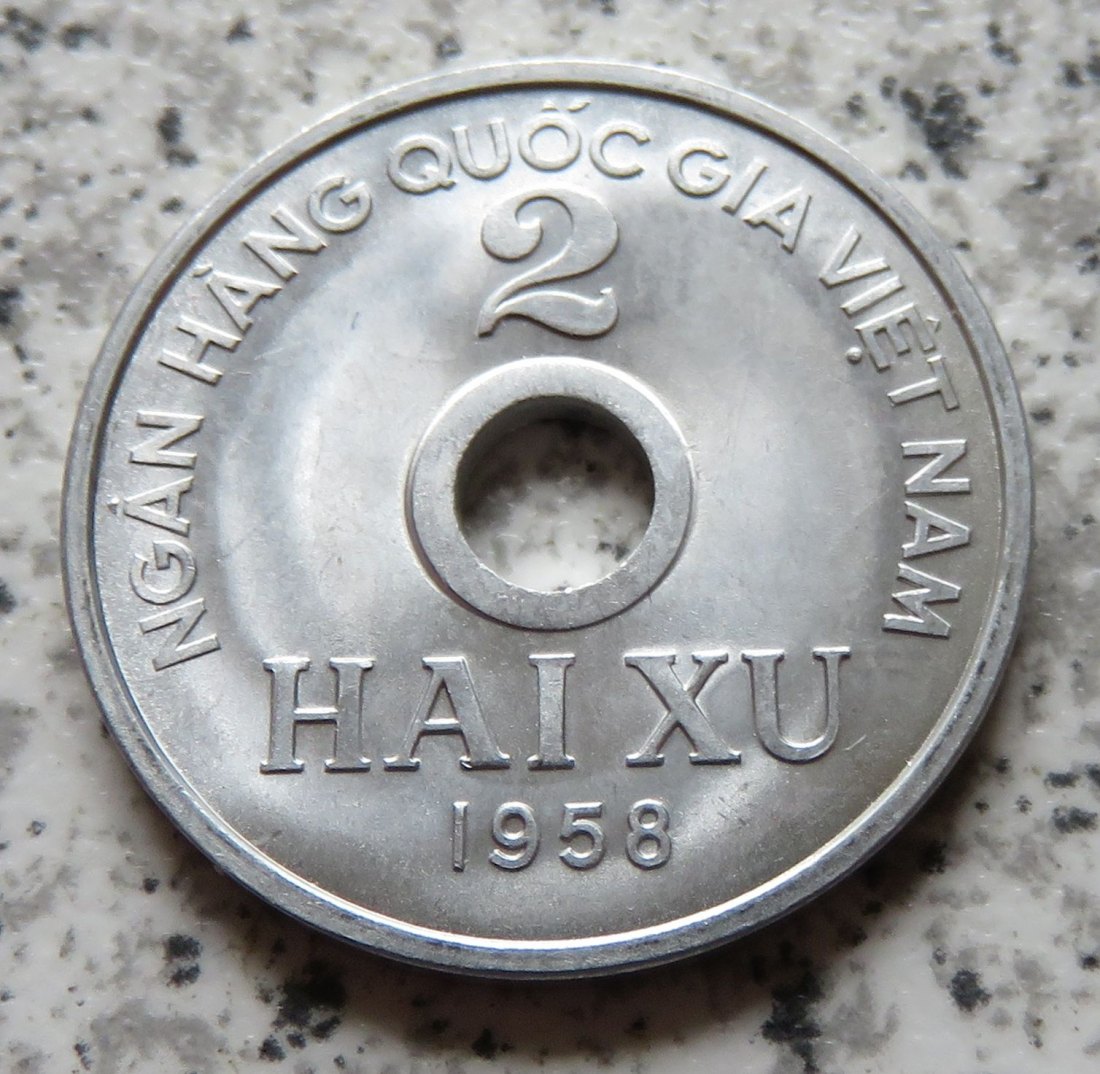 NGÂN HÀNG QUỐC GIA VIỆT NAM
2
HAI XU
1958